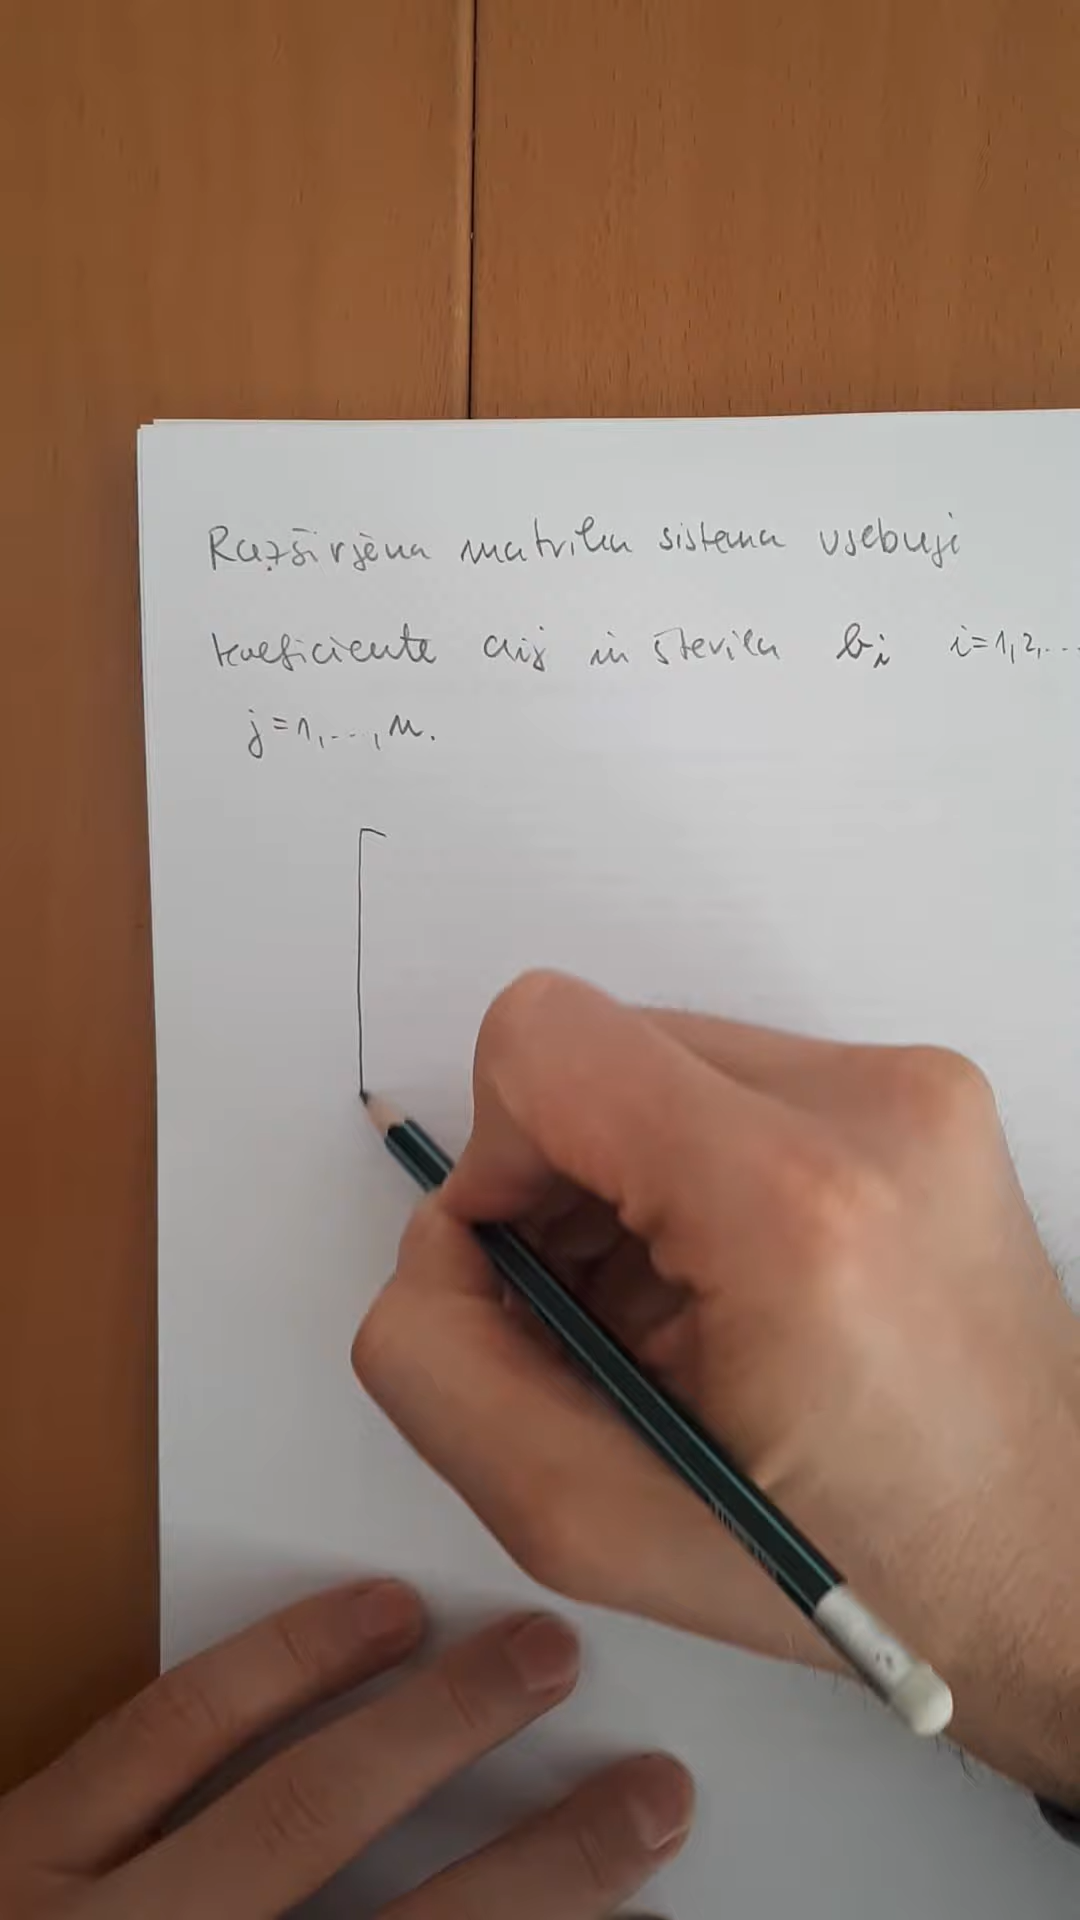 Razširjena matrika sistema vsebuje
koeficiente aij in števila bi i=1,2,...
j=1,...,n.